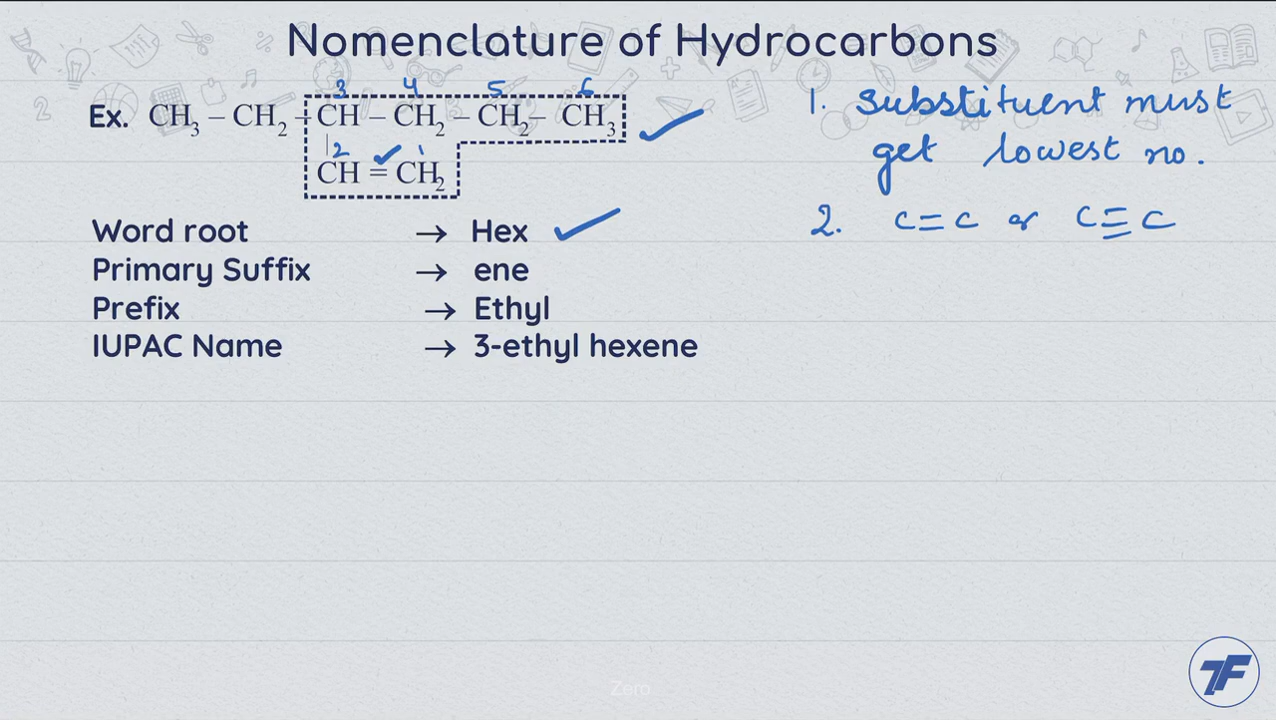 Nomenclature of Hydrocarbons
3 4 5 6
Ex. CH3 – CH2 – CH – CH2 – CH2 – CH3
2 1
CH = CH2
Word root → Hex
Primary Suffix → ene
Prefix → Ethyl
IUPAC Name → 3-ethyl hexene
1. Substituent must
get lowest no.
2. C=C or C≡C
Zero
TF